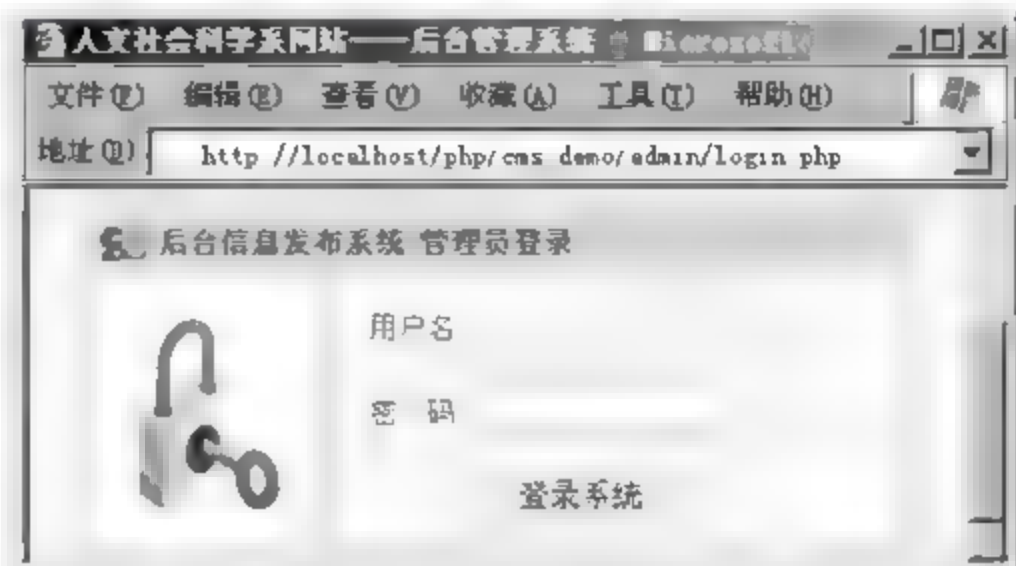 人文社会科学系网站——后台管理系统 - Microsoft
文件(F) 编辑(E) 查看(V) 收藏(A) 工具(T) 帮助(H)
地址(D) http //localhost/php/cms demo/admin/login php
后台信息发布系统 管理员登录
用户名
密 码
登录系统